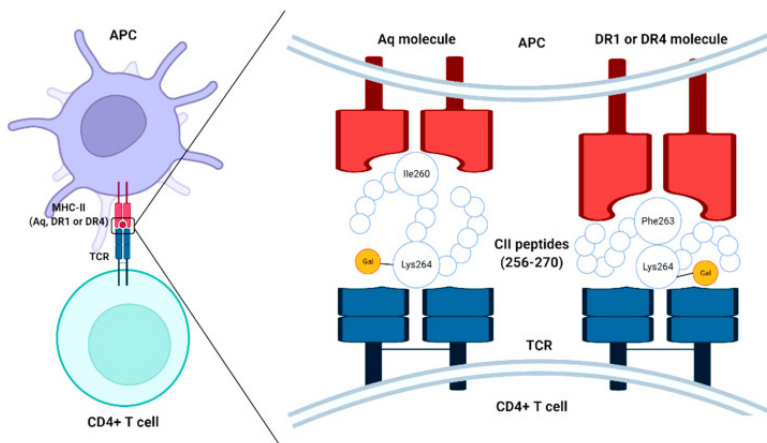 APC
MHC-II
(Aq, DR1 or DR4)
TCR
CD4+ T cell
Aq molecule
APC
DR1 or DR4 molecule
Ile260
Phe263
CII peptides
(256-270)
Gal
Lys264
Lys264
Gal
TCR
CD4+ T cell